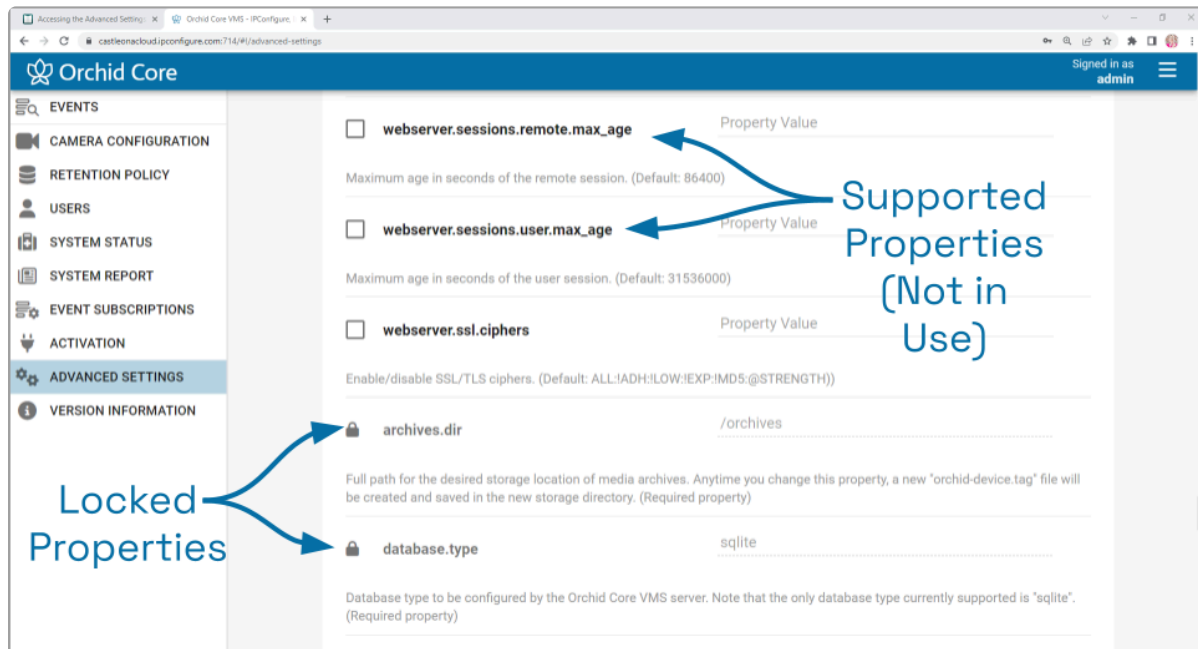 Accessing the Advanced Setting:
Orchid Core VMS - IPConfigure,
castleonacloud.ipconfigure.com:714/#!/advanced-settings
Orchid Core
Signed in as
admin
EVENTS
CAMERA CONFIGURATION
RETENTION POLICY
USERS
SYSTEM STATUS
SYSTEM REPORT
EVENT SUBSCRIPTIONS
ACTIVATION
ADVANCED SETTINGS
VERSION INFORMATION
webserver.sessions.remote.max_age
Property Value
Maximum age in seconds of the remote session. (Default: 86400)
webserver.sessions.user.max_age
Property Value
Maximum age in seconds of the user session. (Default: 31536000)
webserver.ssl.ciphers
Property Value
Enable/disable SSL/TLS ciphers. (Default: ALL:!ADH:!LOW:!EXP:!MD5:@STRENGTH))
archives.dir
/orchives
Full path for the desired storage location of media archives. Anytime you change this property, a new "orchid-device.tag" file will
be created and saved in the new storage directory. (Required property)
database.type
sqlite
Database type to be configured by the Orchid Core VMS server. Note that the only database type currently supported is "sqlite".
(Required property)
Supported
Properties
(Not in
Use)
Locked
Properties